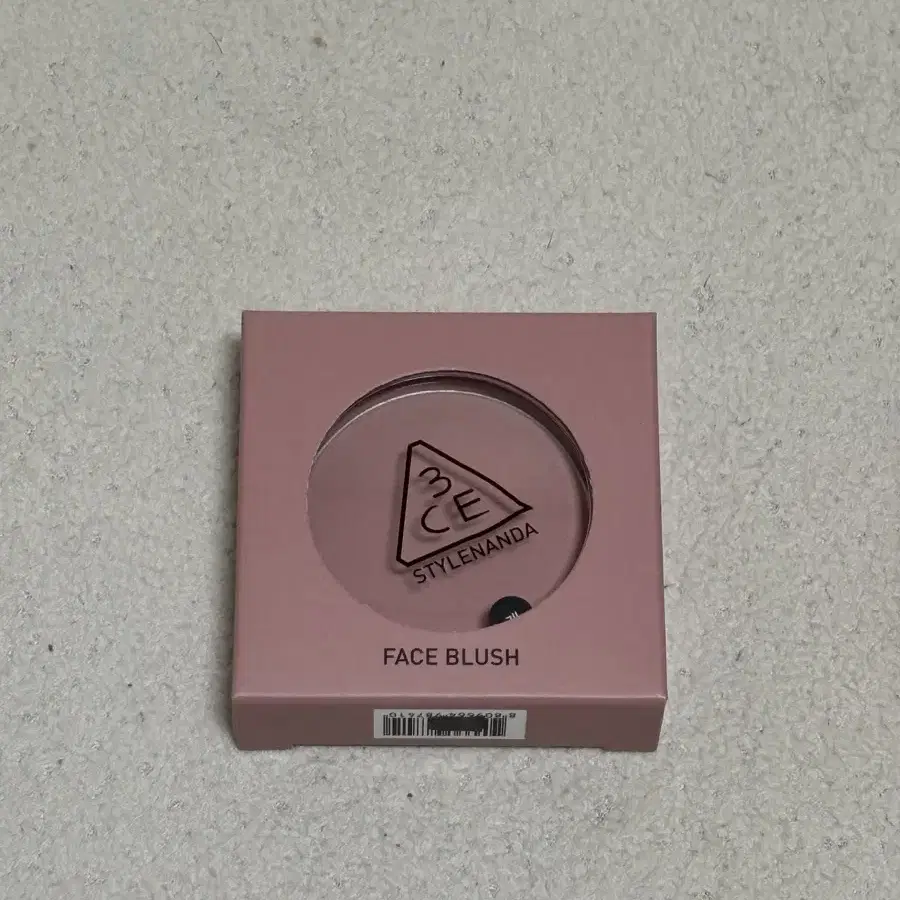 3
CE
STYLENANDA
FACE BLUSH